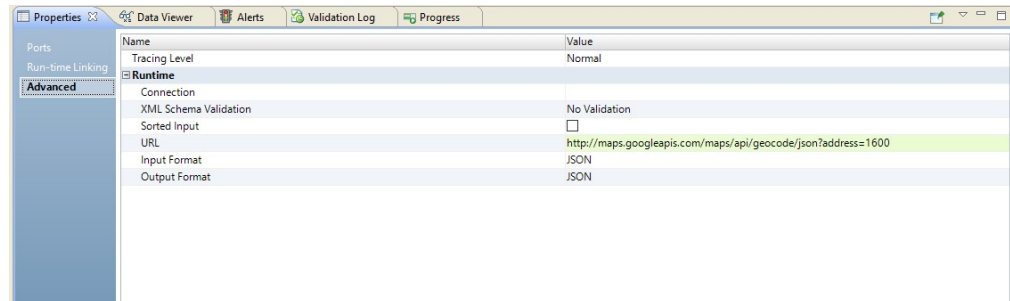 Properties Data Viewer Alerts Validation Log Progress
Ports
Run-time Linking
Advanced
Name Value
Tracing Level Normal
Runtime
Connection
XML Schema Validation No Validation
Sorted Input
URL http://maps.googleapis.com/maps/api/geocode/json?address=1600
Input Format JSON
Output Format JSON